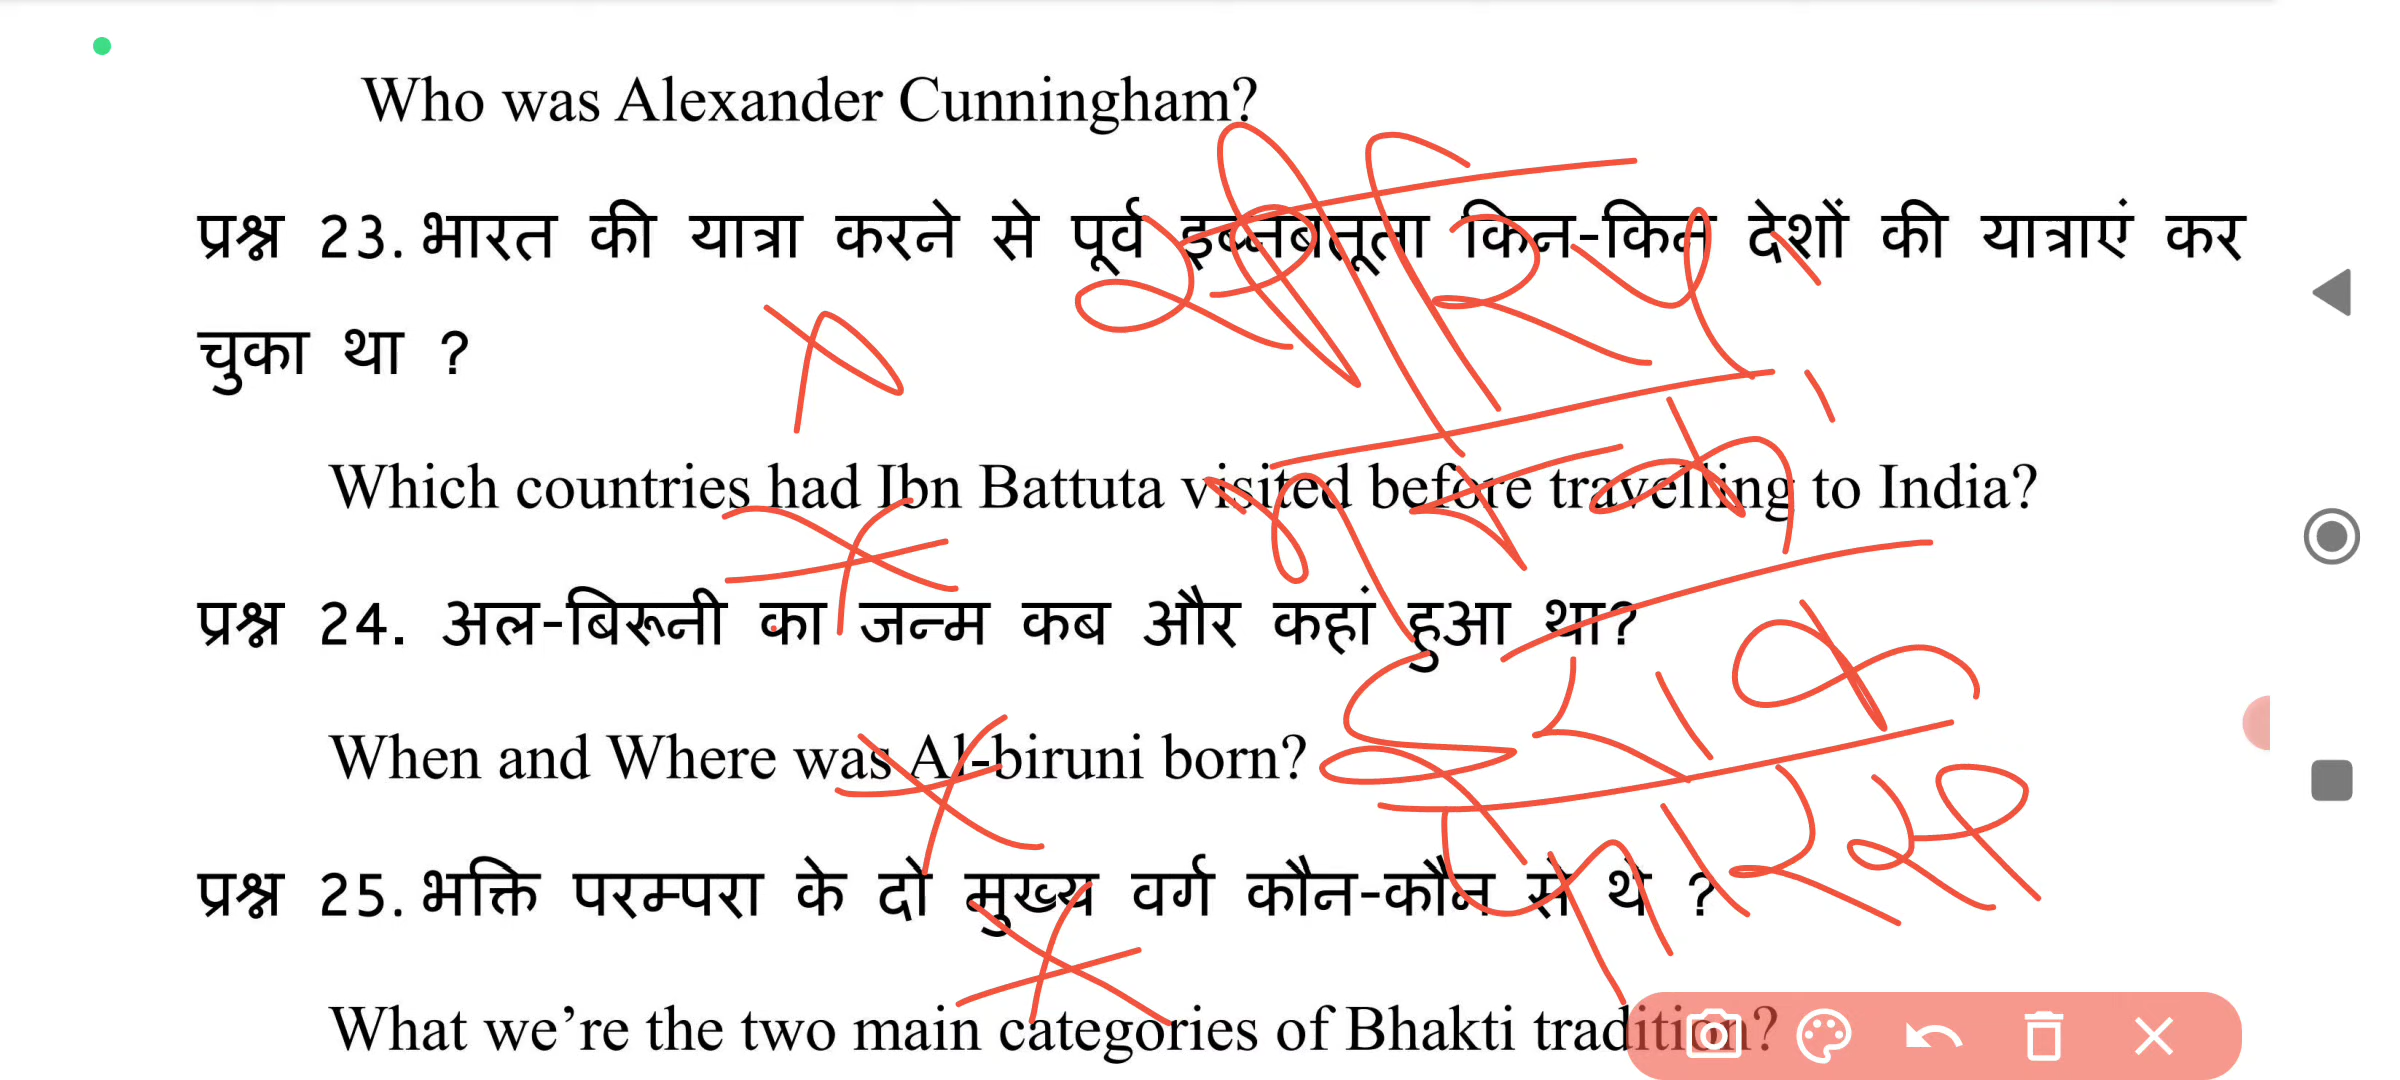 Who was Alexander Cunningham?
प्रश्न 23. भारत की यात्रा करने से पूर्व इब्नबतूता किन-किन देशों की यात्राएं कर
चुका था ?
Which countries had Ibn Battuta visited before travelling to India?
प्रश्न 24. अल-बिरूनी का जन्म कब और कहां हुआ था?
When and Where was Al-biruni born?
प्रश्न 25. भक्ति परम्परा के दो मुख्य वर्ग कौन-कौन से थे ?
What we’re the two main categories of Bhakti tradition?